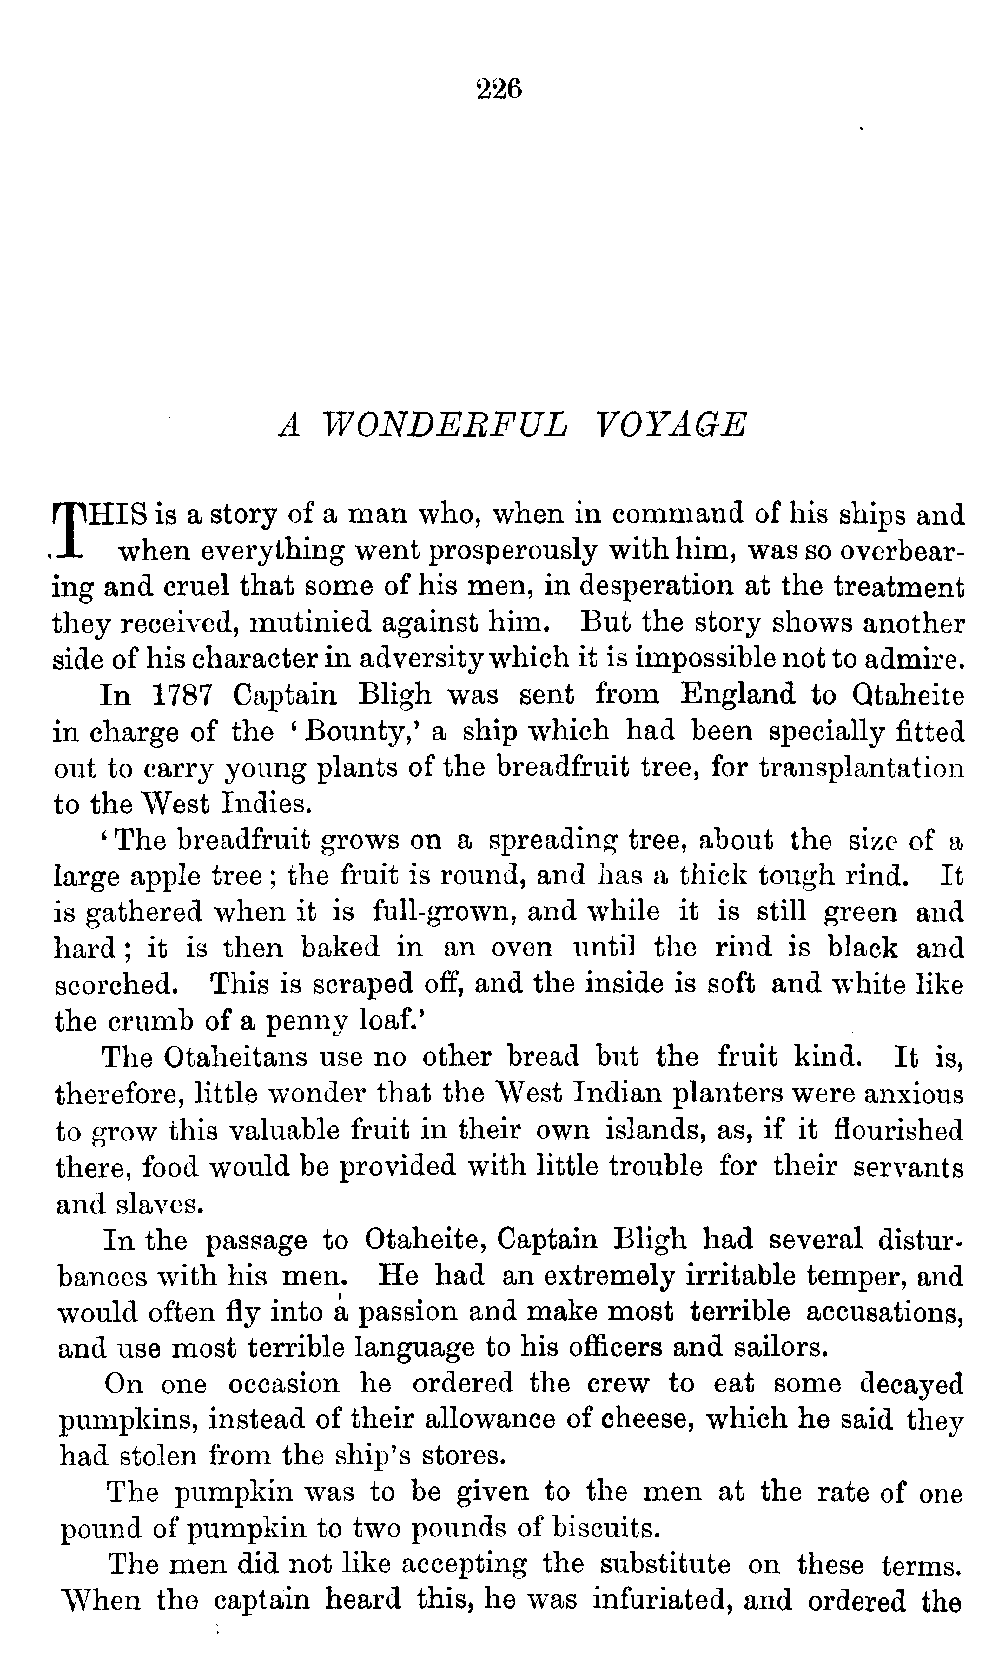 226
A WONDERFUL VOYAGE
THIS is a story of a man who, when in command of his ships and
when everything went prosperously with him, was so overbear-
ing and cruel that some of his men, in desperation at the treatment
they received, mutinied against him. But the story shows another
side of his character in adversity which it is impossible not to admire.
In 1787 Captain Bligh was sent from England to Otaheite
in charge of the ‘Bounty,’ a ship which had been specially fitted
out to carry young plants of the breadfruit tree, for transplantation
to the West Indies.
‘The breadfruit grows on a spreading tree, about the size of a
large apple tree; the fruit is round, and has a thick tough rind. It
is gathered when it is full-grown, and while it is still green and
hard; it is then baked in an oven until the rind is black and
scorched. This is scraped off, and the inside is soft and white like
the crumb of a penny loaf.’
The Otaheitans use no other bread but the fruit kind. It is,
therefore, little wonder that the West Indian planters were anxious
to grow this valuable fruit in their own islands, as, if it flourished
there, food would be provided with little trouble for their servants
and slaves.
In the passage to Otaheite, Captain Bligh had several distur-
bances with his men. He had an extremely irritable temper, and
would often fly into a passion and make most terrible accusations,
and use most terrible language to his officers and sailors.
On one occasion he ordered the crew to eat some decayed
pumpkins, instead of their allowance of cheese, which he said they
had stolen from the ship's stores.
The pumpkin was to be given to the men at the rate of one
pound of pumpkin to two pounds of biscuits.
The men did not like accepting the substitute on these terms.
When the captain heard this, he was infuriated, and ordered the